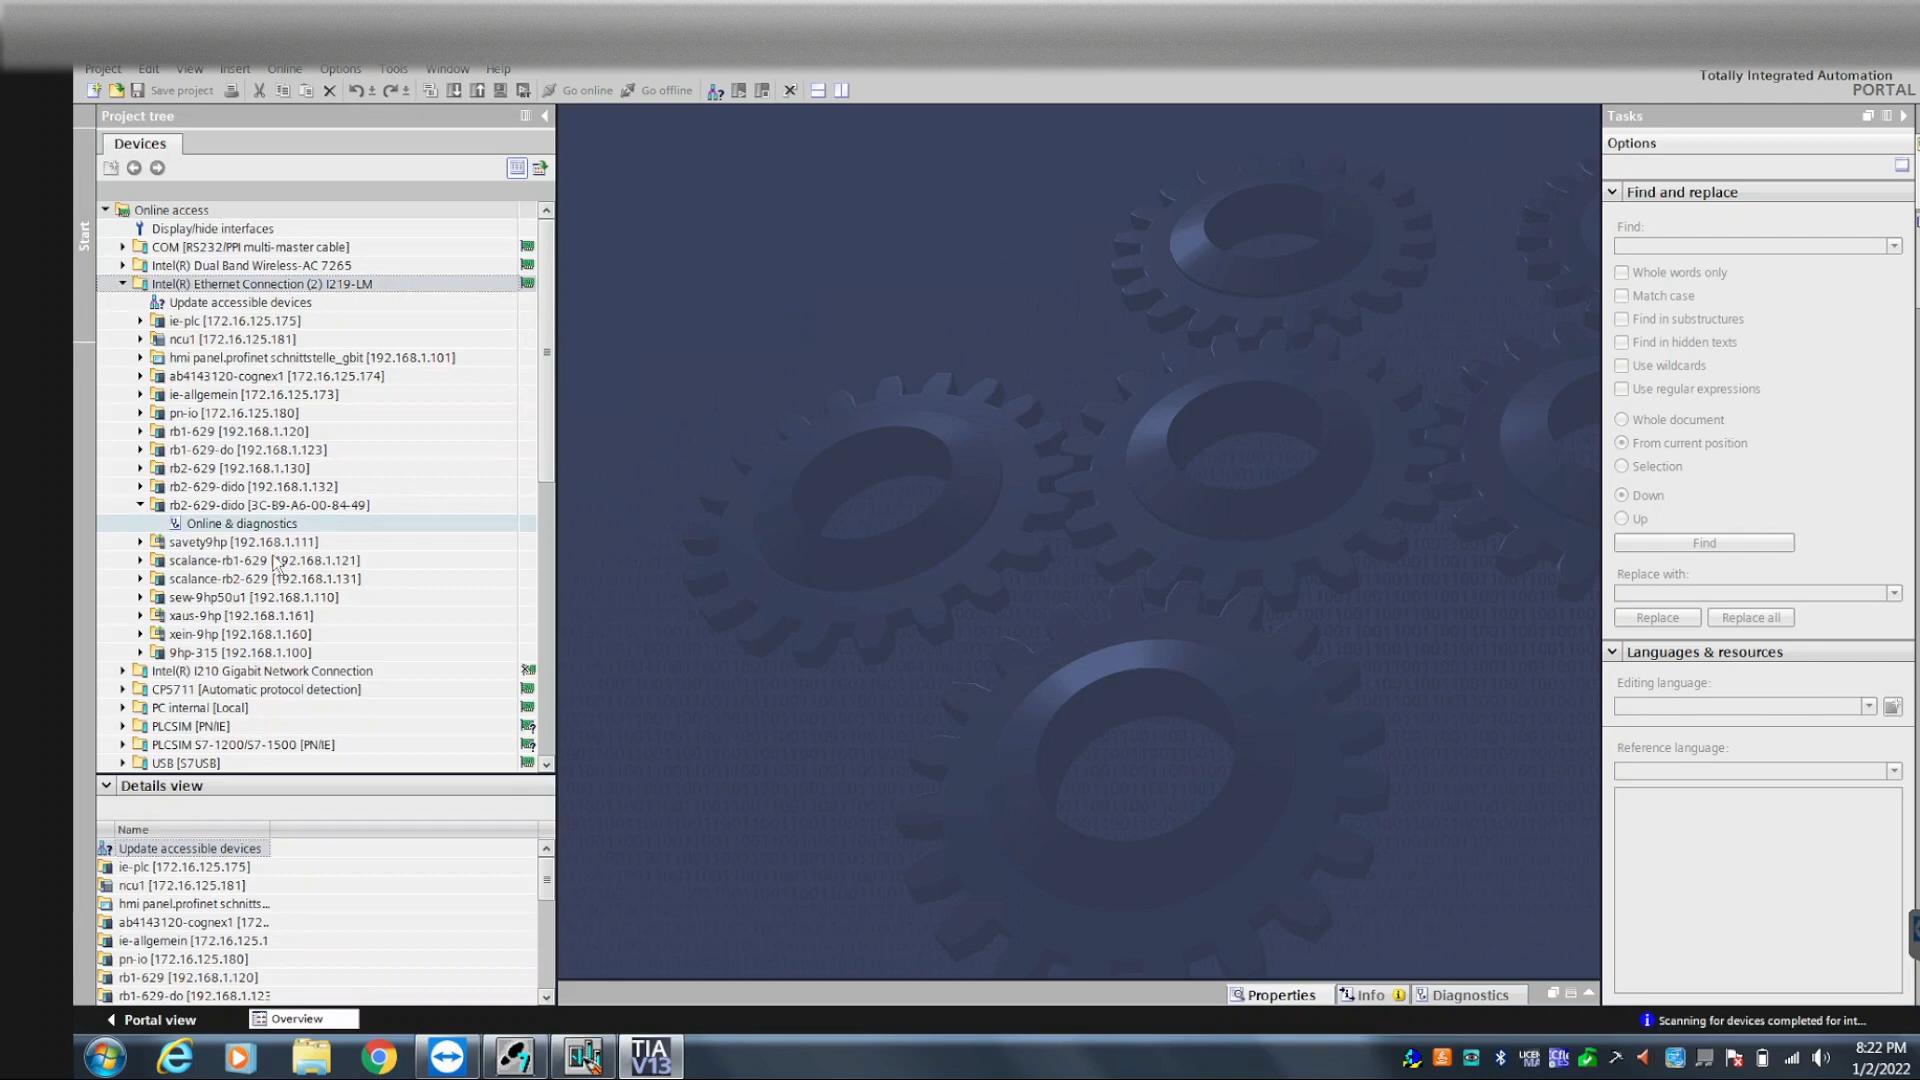 Project Edit View Insert Online Options Tools Window Help
Totally Integrated Automation
PORTAL
Save project Go online Go offline
Project tree
Devices
Start
Online access
Display/hide interfaces
COM [RS232/PPI multi-master cable]
Intel(R) Dual Band Wireless-AC 7265
Intel(R) Ethernet Connection (2) I219-LM
Update accessible devices
ie-plc [172.16.125.175]
ncu1 [172.16.125.181]
hmi panel.profinet schnittstelle_gbit [192.168.1.101]
ab4143120-cognex1 [172.16.125.174]
ie-allgemein [172.16.125.173]
pn-io [172.16.125.180]
rb1-629 [192.168.1.120]
rb1-629-do [192.168.1.123]
rb2-629 [192.168.1.130]
rb2-629-dido [192.168.1.132]
rb2-629-dido [3C-B9-A6-00-84-49]
Online & diagnostics
savety9hp [192.168.1.111]
scalance-rb1-629 [192.168.1.121]
scalance-rb2-629 [192.168.1.131]
sew-9hp50u1 [192.168.1.110]
xaus-9hp [192.168.1.161]
xein-9hp [192.168.1.160]
9hp-315 [192.168.1.100]
Intel(R) I210 Gigabit Network Connection
CP5711 [Automatic protocol detection]
PC internal [Local]
PLCSIM [PN/IE]
PLCSIM S7-1200/S7-1500 [PN/IE]
USB [S7USB]
Details view
Name
Update accessible devices
ie-plc [172.16.125.175]
ncu1 [172.16.125.181]
hmi panel.profinet schnitts...
ab4143120-cognex1 [172...
ie-allgemein [172.16.125.1
pn-io [172.16.125.180]
rb1-629 [192.168.1.120]
rb1-629-do [192.168.1.123
Tasks
Options
Find and replace
Find:
Whole words only
Match case
Find in substructures
Find in hidden texts
Use wildcards
Use regular expressions
Whole document
From current position
Selection
Down
Up
Find
Replace with:
Replace Replace all
Languages & resources
Editing language:
Reference language:
Properties Info Diagnostics
Portal view Overview
Scanning for devices completed for int...
TIA
V13
8:22 PM
1/2/2022